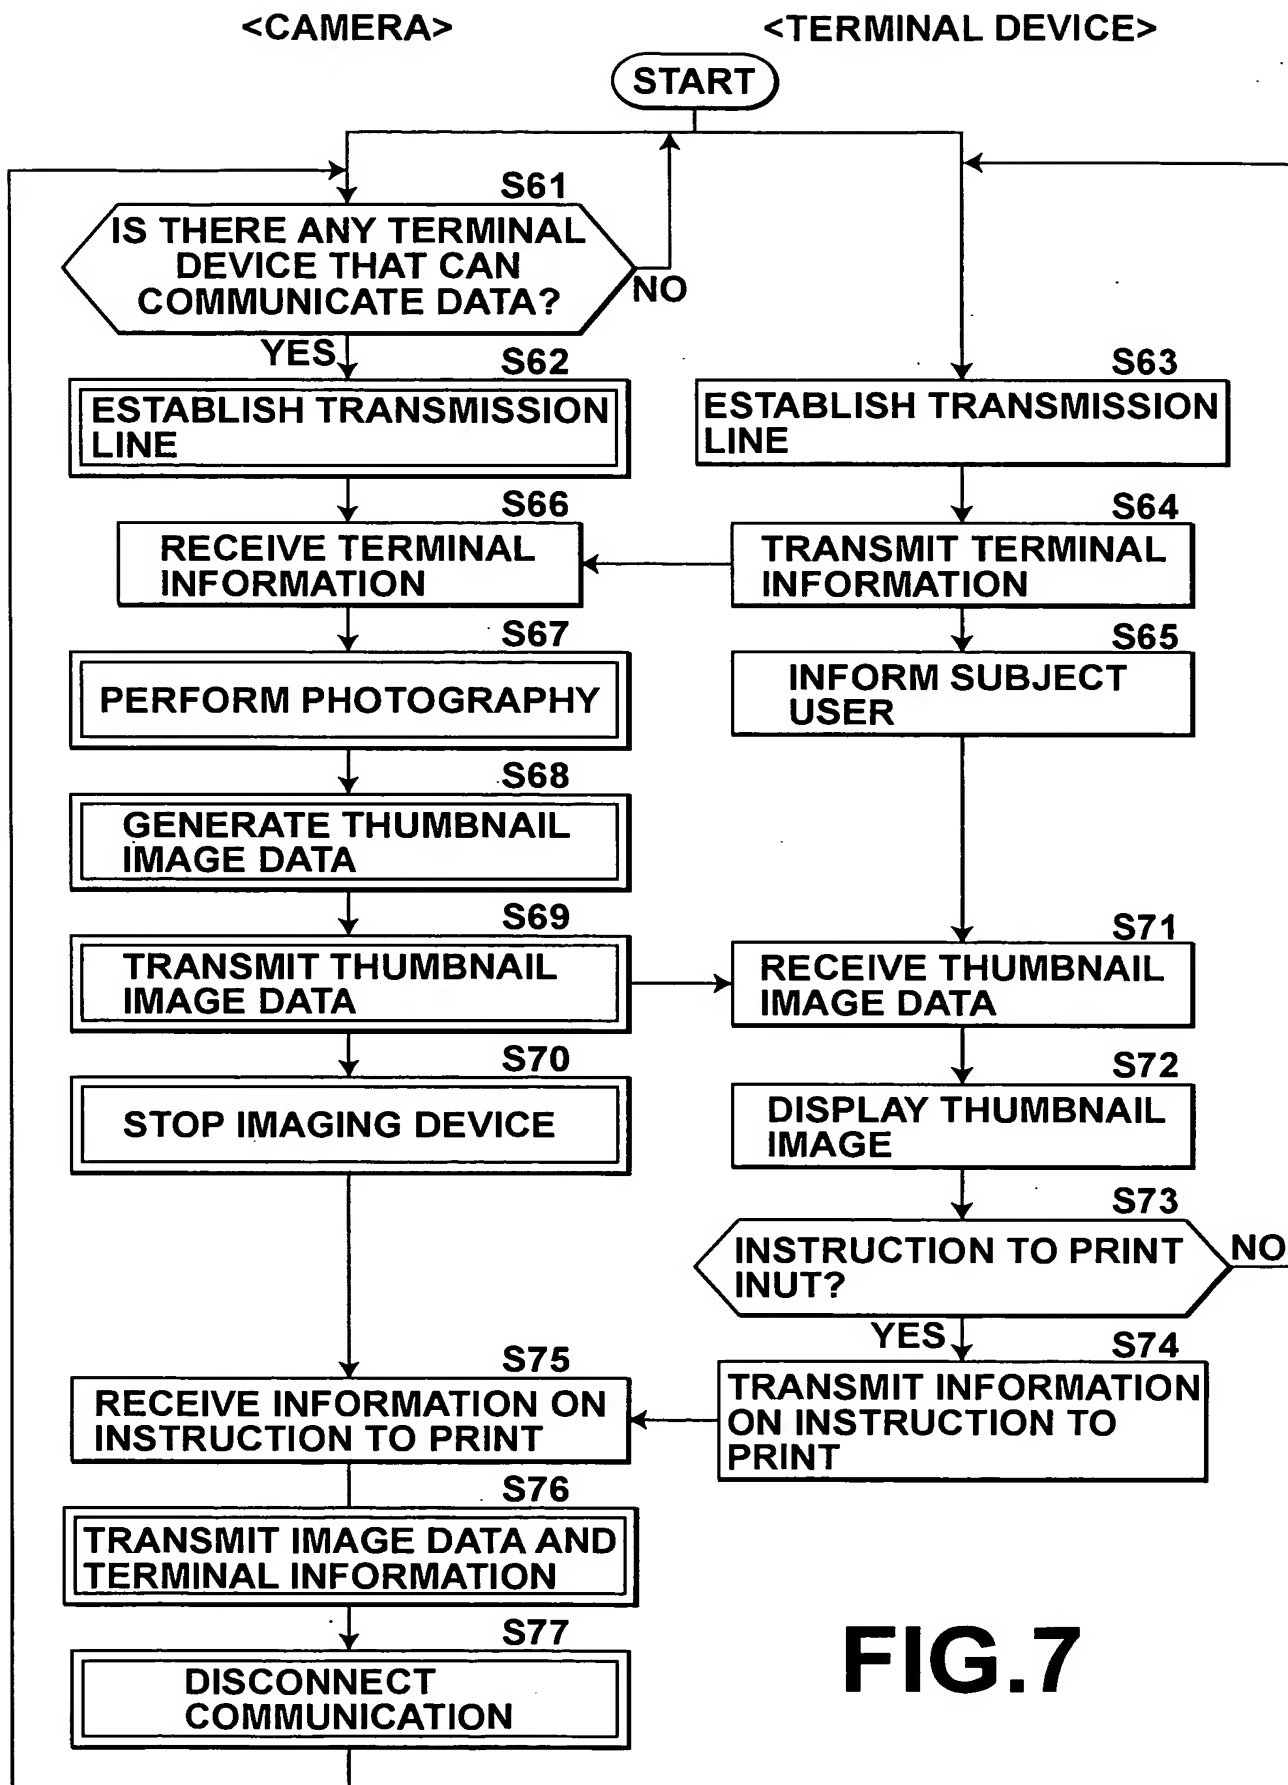 <CAMERA>
<TERMINAL DEVICE>
START
S61
IS THERE ANY TERMINAL
DEVICE THAT CAN
COMMUNICATE DATA?
NO
YES
S62
ESTABLISH TRANSMISSION
LINE
S63
ESTABLISH TRANSMISSION
LINE
S66
RECEIVE TERMINAL
INFORMATION
S64
TRANSMIT TERMINAL
INFORMATION
S67
PERFORM PHOTOGRAPHY
S65
INFORM SUBJECT
USER
S68
GENERATE THUMBNAIL
IMAGE DATA
S69
TRANSMIT THUMBNAIL
IMAGE DATA
S71
RECEIVE THUMBNAIL
IMAGE DATA
S70
STOP IMAGING DEVICE
S72
DISPLAY THUMBNAIL
IMAGE
S73
INSTRUCTION TO PRINT
INUT?
NO
YES
S74
TRANSMIT INFORMATION
ON INSTRUCTION TO
PRINT
S75
RECEIVE INFORMATION ON
INSTRUCTION TO PRINT
S76
TRANSMIT IMAGE DATA AND
TERMINAL INFORMATION
S77
DISCONNECT
COMMUNICATION
FIG.7